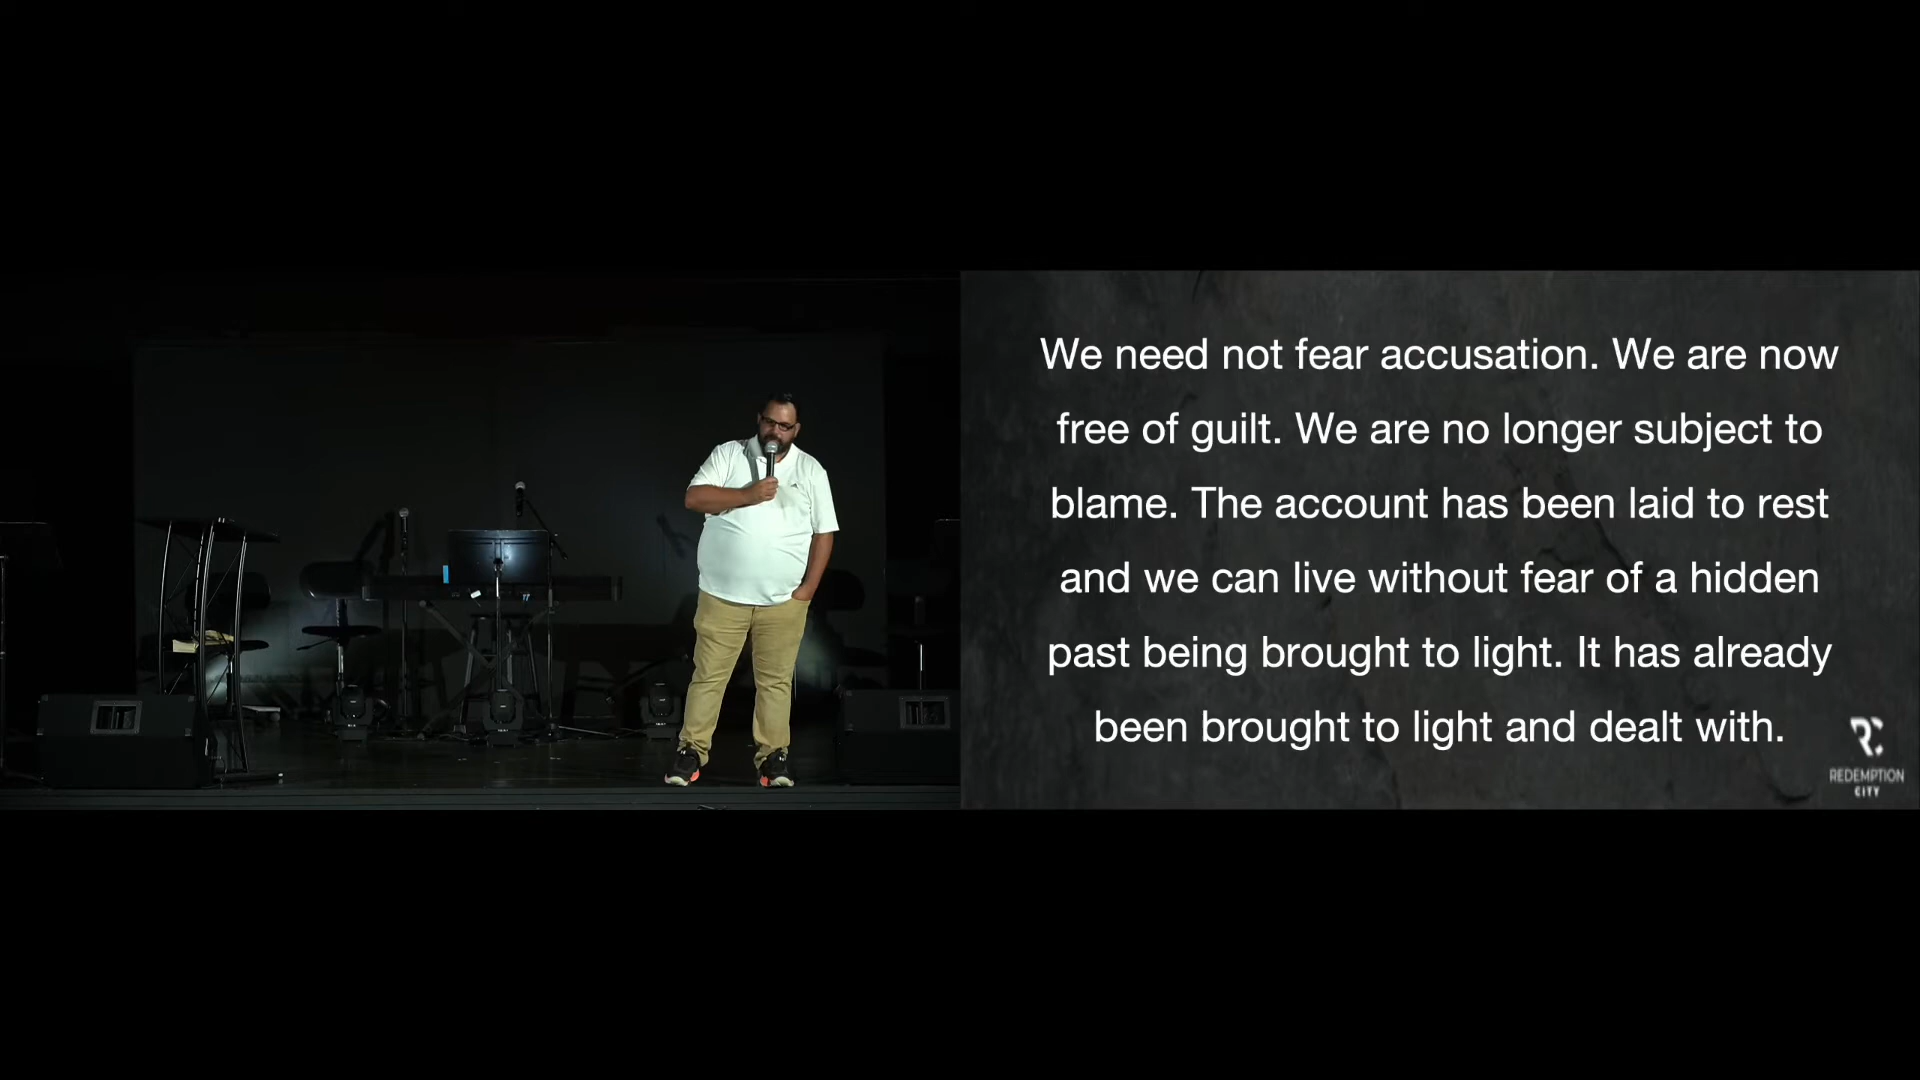 We need not fear accusation. We are now
free of guilt. We are no longer subject to
blame. The account has been laid to rest
and we can live without fear of a hidden
past being brought to light. It has already
been brought to light and dealt with.
RC
REDEMPTION
CITY